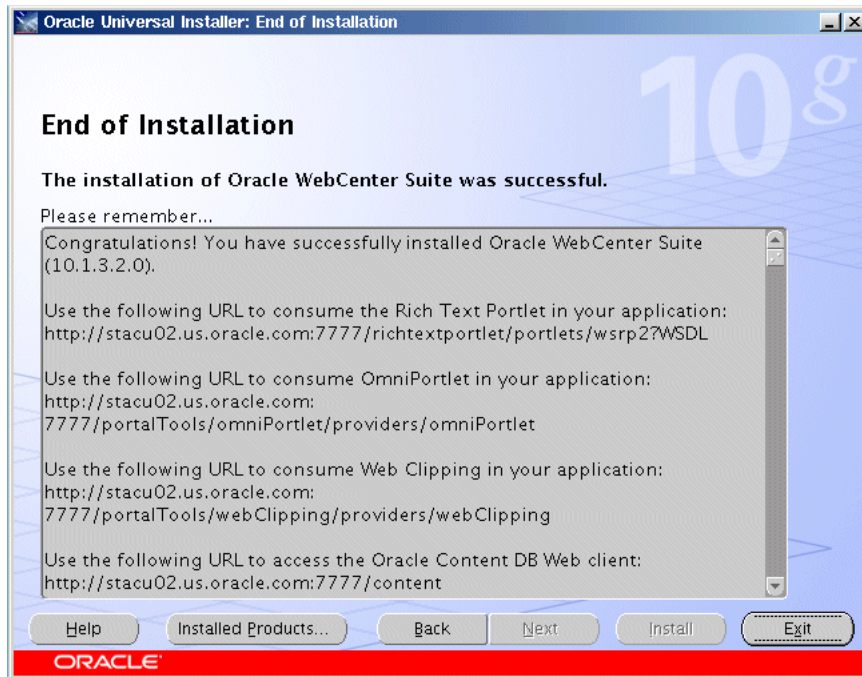 Oracle Universal Installer: End of Installation
10g
End of Installation
The installation of Oracle WebCenter Suite was successful.
Please remember...
Congratulations! You have successfully installed Oracle WebCenter Suite
(10.1.3.2.0).
Use the following URL to consume the Rich Text Portlet in your application:
http://stacu02.us.oracle.com:7777/richtextportlet/portlets/wsrp2?WSDL
Use the following URL to consume OmniPortlet in your application:
http://stacu02.us.oracle.com:
7777/portalTools/omniPortlet/providers/omniPortlet
Use the following URL to consume Web Clipping in your application:
http://stacu02.us.oracle.com:
7777/portalTools/webClipping/providers/webClipping
Use the following URL to access the Oracle Content DB Web client:
http://stacu02.us.oracle.com:7777/content
Help Installed Products... Back Next Install Exit
ORACLE